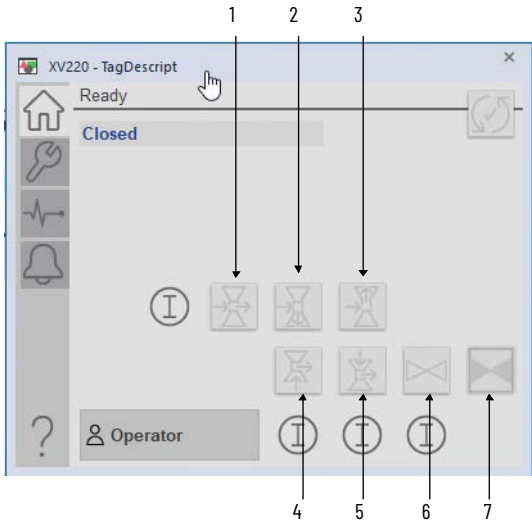 1 2 3
XV220 - TagDescript
Ready
Closed
I
?
Operator
I I I
4 5 6 7